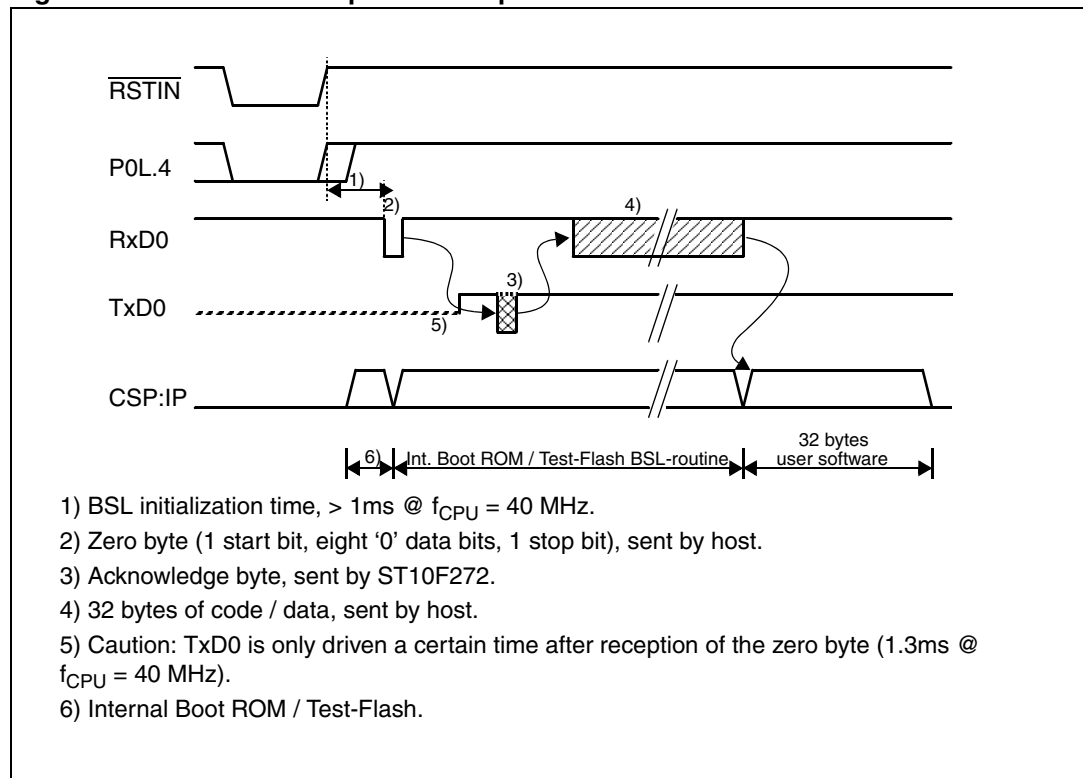 RSTIN
P0L.4
1)
2)
4)
RxD0
3)
TxD0
5)
CSP:IP
6)
Int. Boot ROM / Test-Flash BSL-routine
32 bytes
user software
1) BSL initialization time, > 1ms @ fCPU = 40 MHz.
2) Zero byte (1 start bit, eight ‘0’ data bits, 1 stop bit), sent by host.
3) Acknowledge byte, sent by ST10F272.
4) 32 bytes of code / data, sent by host.
5) Caution: TxD0 is only driven a certain time after reception of the zero byte (1.3ms @
fCPU = 40 MHz).
6) Internal Boot ROM / Test-Flash.